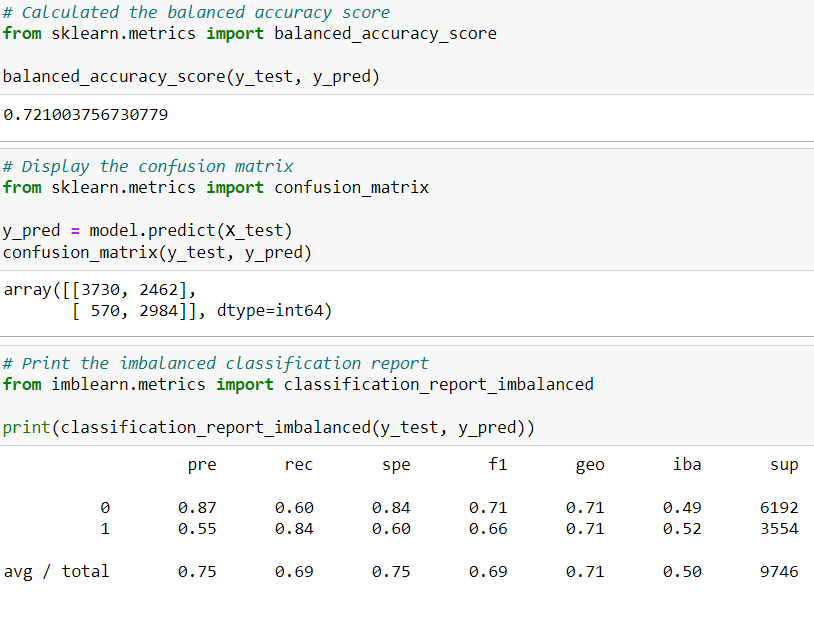 # Calculated the balanced accuracy score
from sklearn.metrics import balanced_accuracy_score
balanced_accuracy_score(y_test, y_pred)
0.721003756730779
# Display the confusion matrix
from sklearn.metrics import confusion_matrix
y_pred = model.predict(X_test)
confusion_matrix(y_test, y_pred)
array([[3730, 2462],
       [ 570, 2984]], dtype=int64)
# Print the imbalanced classification report
from imblearn.metrics import classification_report_imbalanced
print(classification_report_imbalanced(y_test, y_pred))
pre rec spe f1 geo iba sup
0 0.87 0.60 0.84 0.71 0.71 0.49 6192
1 0.55 0.84 0.60 0.66 0.71 0.52 3554
avg / total 0.75 0.69 0.75 0.69 0.71 0.50 9746